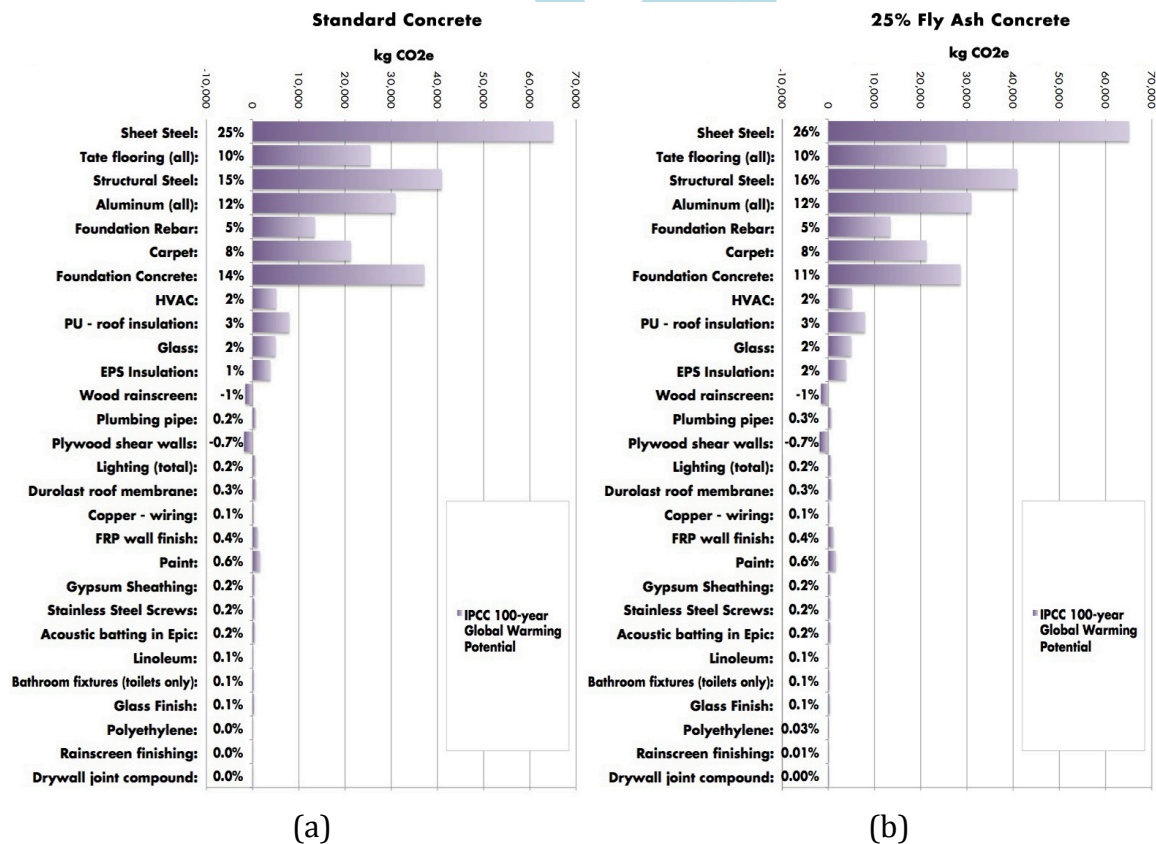 Standard Concrete
kg CO2e
-10,000
0
10,000
20,000
30,000
40,000
50,000
60,000
70,000
Sheet Steel: 25%
Tate flooring (all): 10%
Structural Steel: 15%
Aluminum (all): 12%
Foundation Rebar: 5%
Carpet: 8%
Foundation Concrete: 14%
HVAC: 2%
PU - roof insulation: 3%
Glass: 2%
EPS Insulation: 1%
Wood rainscreen: -1%
Plumbing pipe: 0.2%
Plywood shear walls: -0.7%
Lighting (total): 0.2%
Durolast roof membrane: 0.3%
Copper - wiring: 0.1%
FRP wall finish: 0.4%
Paint: 0.6%
Gypsum Sheathing: 0.2%
Stainless Steel Screws: 0.2%
Acoustic batting in Epic: 0.2%
Linoleum: 0.1%
Bathroom fixtures (toilets only): 0.1%
Glass Finish: 0.1%
Polyethylene: 0.0%
Rainscreen finishing: 0.0%
Drywall joint compound: 0.0%
IPCC 100-year
Global Warming
Potential
(a)
25% Fly Ash Concrete
kg CO2e
-10,000
0
10,000
20,000
30,000
40,000
50,000
60,000
70,000
Sheet Steel: 26%
Tate flooring (all): 10%
Structural Steel: 16%
Aluminum (all): 12%
Foundation Rebar: 5%
Carpet: 8%
Foundation Concrete: 11%
HVAC: 2%
PU - roof insulation: 3%
Glass: 2%
EPS Insulation: 2%
Wood rainscreen: -1%
Plumbing pipe: 0.3%
Plywood shear walls: -0.7%
Lighting (total): 0.2%
Durolast roof membrane: 0.3%
Copper - wiring: 0.1%
FRP wall finish: 0.4%
Paint: 0.6%
Gypsum Sheathing: 0.2%
Stainless Steel Screws: 0.2%
Acoustic batting in Epic: 0.2%
Linoleum: 0.1%
Bathroom fixtures (toilets only): 0.1%
Glass Finish: 0.1%
Polyethylene: 0.03%
Rainscreen finishing: 0.01%
Drywall joint compound: 0.00%
IPCC 100-year
Global Warming
Potential
(b)